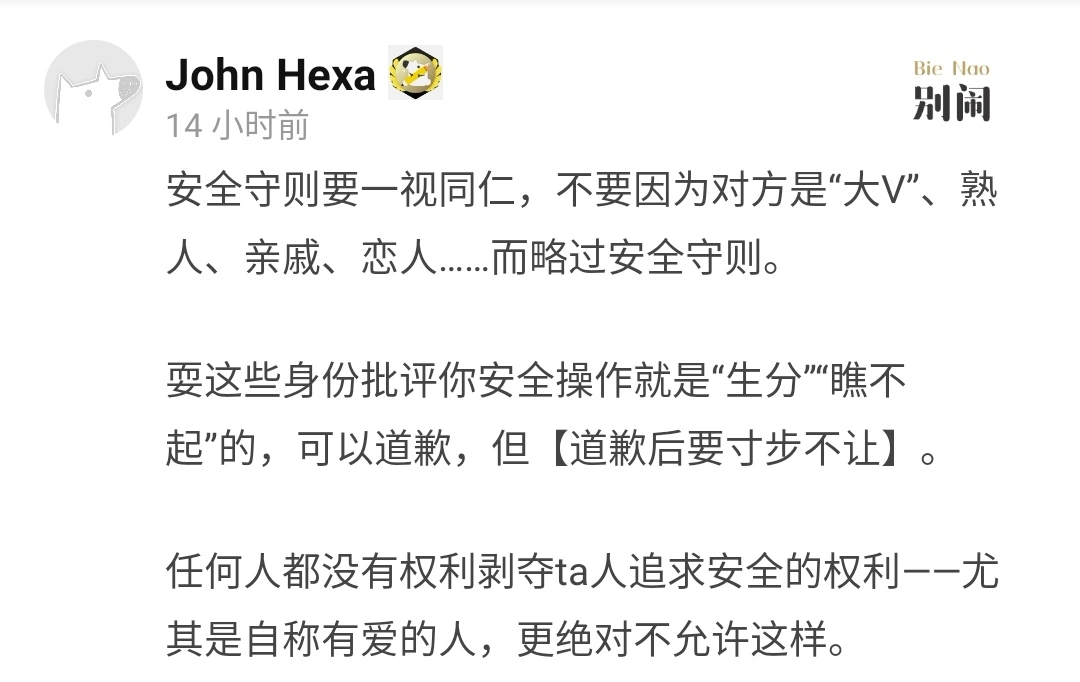 John Hexa
Bie Nao
别闹
14 小时前
安全守则要一视同仁，不要因为对方是“大V”、熟
人、亲戚、恋人……而略过安全守则。
耍这些身份批评你安全操作就是“生分”“瞧不
起”的，可以道歉，但【道歉后要寸步不让】。
任何人都没有权利剥夺ta人追求安全的权利——尤
其是自称有爱的人，更绝对不允许这样。